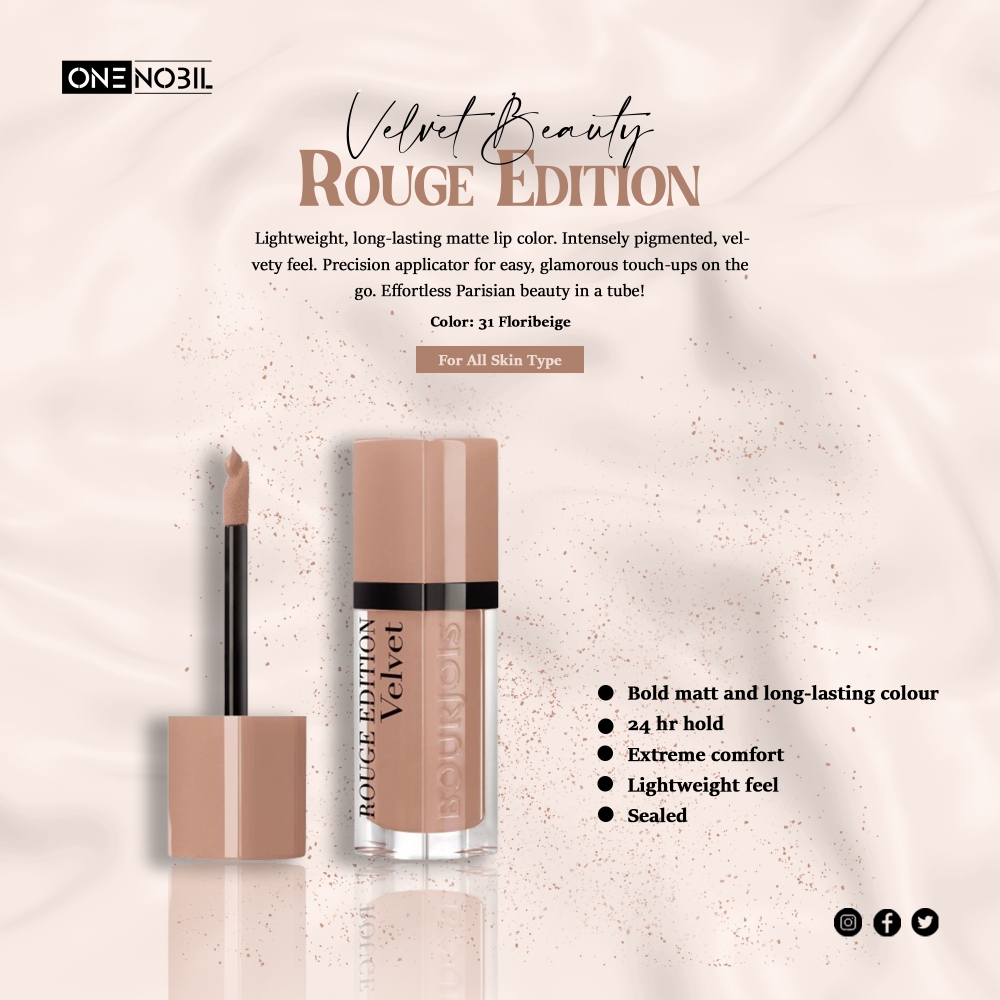 ONE NOBIL
Velvet Beauty
ROUGE EDITION
Lightweight, long-lasting matte lip color. Intensely pigmented, vel-
vety feel. Precision applicator for easy, glamorous touch-ups on the
go. Effortless Parisian beauty in a tube!
Color: 31 Floribeige
For All Skin Type
ROUGE EDITION
Velvet
BOURJOIS
Bold matt and long-lasting colour
24 hr hold
Extreme comfort
Lightweight feel
Sealed